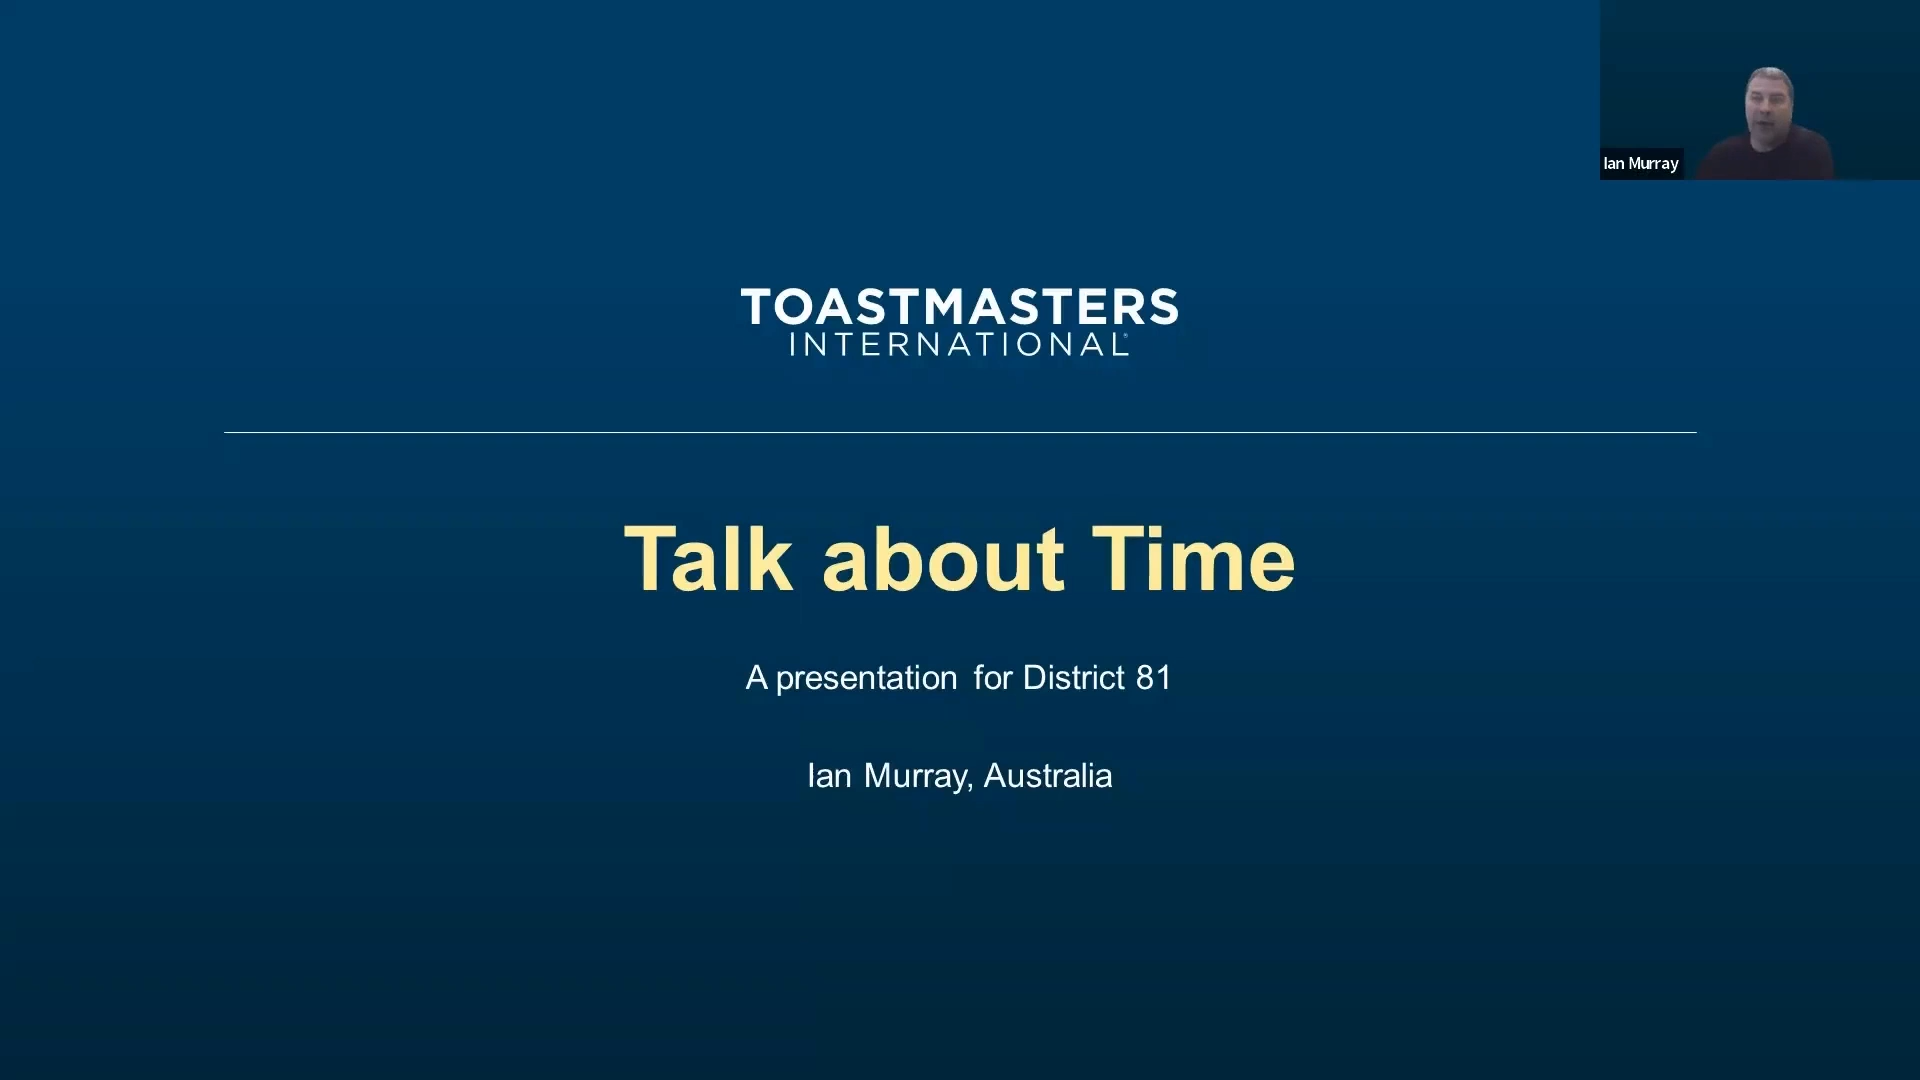 Ian Murray
TOASTMASTERS
INTERNATIONAL®
Talk about Time
A presentation for District 81
Ian Murray, Australia